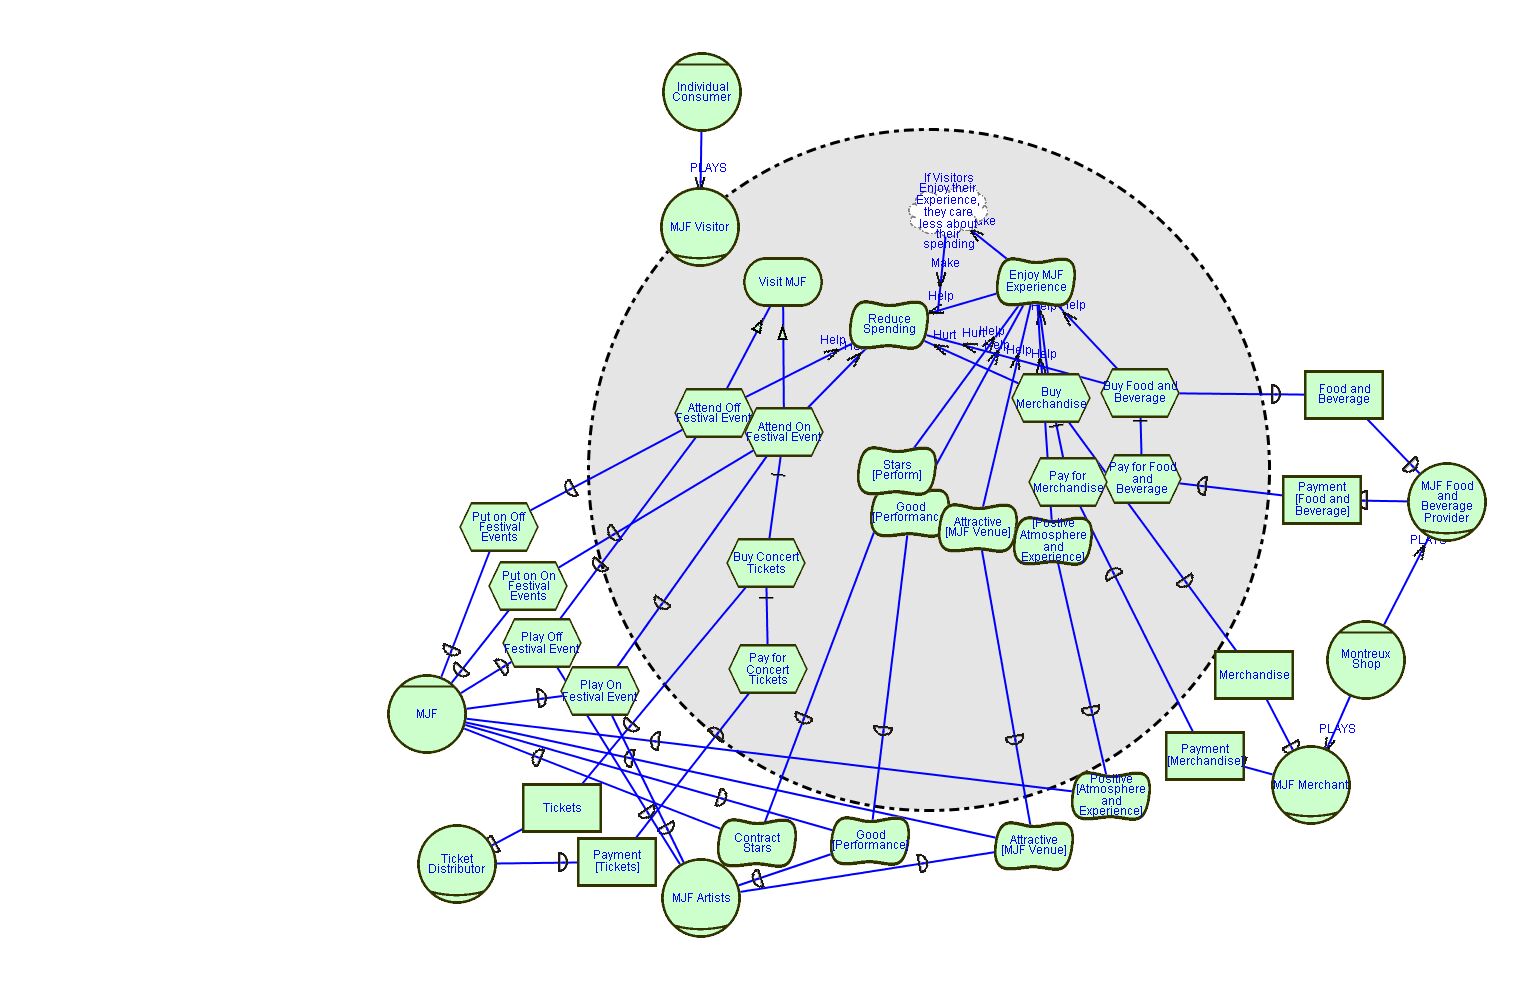 Individual
Consumer
PLAYS
MJF Visitor
If Visitors
Enjoy their
Experience,
they care
less about
their
spending
Make
Visit MJF
Enjoy MJF
Experience
Reduce
Spending
Help
Help
Help
Help
Hurt
Help
Help
Help
Help
Attend Off
Festival Event
Attend On
Festival Event
Buy
Merchandise
Buy Food and
Beverage
Food and
Beverage
Stars
[Perform]
Good
[Performance
Attractive
[MJF Venue]
[Postive
Atmosphere
and
Experience]
Pay for
Merchandise
Pay for Food
and
Beverage
Payment
[Food and
Beverage]
MJF Food
and
Beverage
Provider
PLAYS
Put on Off
Festival
Events
Put on On
Festival
Events
Play Off
Festival Event
Play On
Festival Event
Buy Concert
Tickets
Pay for
Concert
Tickets
MJF
Montreux
Shop
PLAYS
Merchandise
Payment
[Merchandise]
MJF Merchant
Positive
[Atmosphere
and
Experience]
Tickets
Ticket
Distributor
Payment
[Tickets]
Contract
Stars
Good
[Performance]
Attractive
[MJF Venue]
MJF Artists